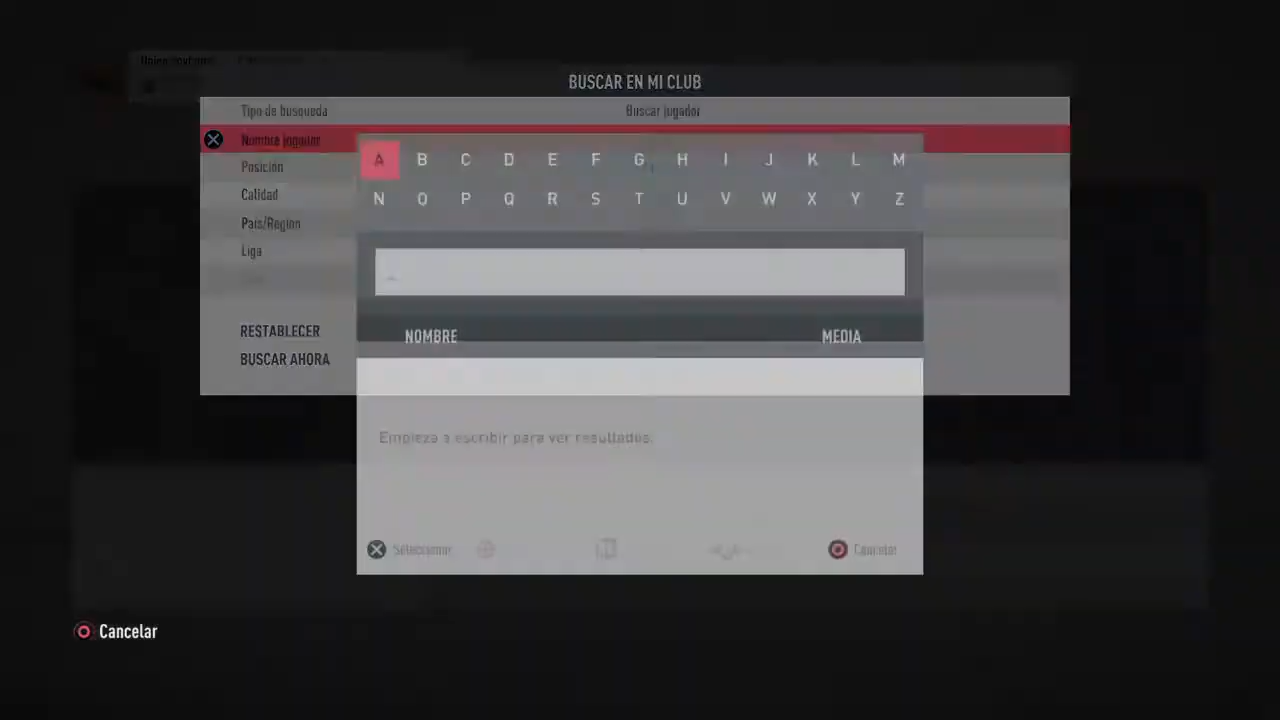 BUSCAR EN MI CLUB
Tipo de busqueda Buscar jugador
Nombre jugador
A B C D E F G H I J K L M
Posición
Calidad
N O P Q R S T U V W X Y Z
País/Región
Liga
RESTABLECER
NOMBRE MEDIA
BUSCAR AHORA
Empieza a escribir para ver resultados.
Seleccionar Cancelar
Cancelar